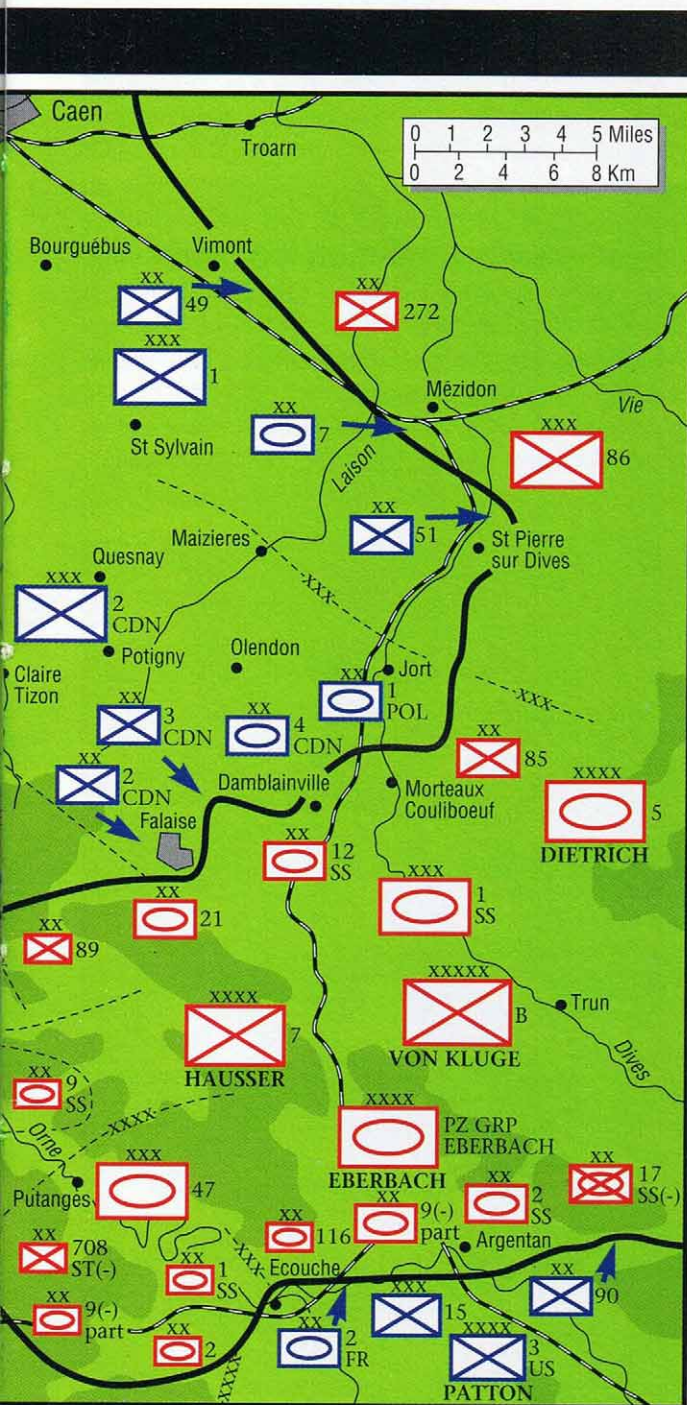 Caen
Troarn
0 1 2 3 4 5 Miles
0 2 4 6 8 Km
Bourguébus
Vimont
XX
49
XX
272
XXX
1
Mézidon
Vie
XX
7
St Sylvain
Laison
XXX
86
XX
51
Maizieres
St Pierre
sur Dives
Quesnay
XXX
XXX
2
CDN
Potigny
Olendon
Claire
Tizon
Jort
XX
1
POL
XXX
XX
3
CDN
XX
4
CDN
XX
85
XX
2
CDN
Damblainville
Morteaux
Couliboeuf
XXXX
5
DIETRICH
Falaise
XX
12
SS
XXX
1
SS
XX
21
XX
89
XXXX
7
HAUSSER
XXXXX
B
VON KLUGE
Trun
Dives
XX
9
SS
XXXX
Orne
XXXX
PZ GRP
EBERBACH
EBERBACH
XXX
47
Putanges
XX
17
SS(-)
XX
2
SS
XX
9(-)
part
XX
116
Argentan
XX
708
ST(-)
XXX
XX
1
SS
Ecouche
XX
90
XX
9(-)
part
XXX
15
XX
2
XX
2
FR
XXXX
3
US
PATTON
XXXX